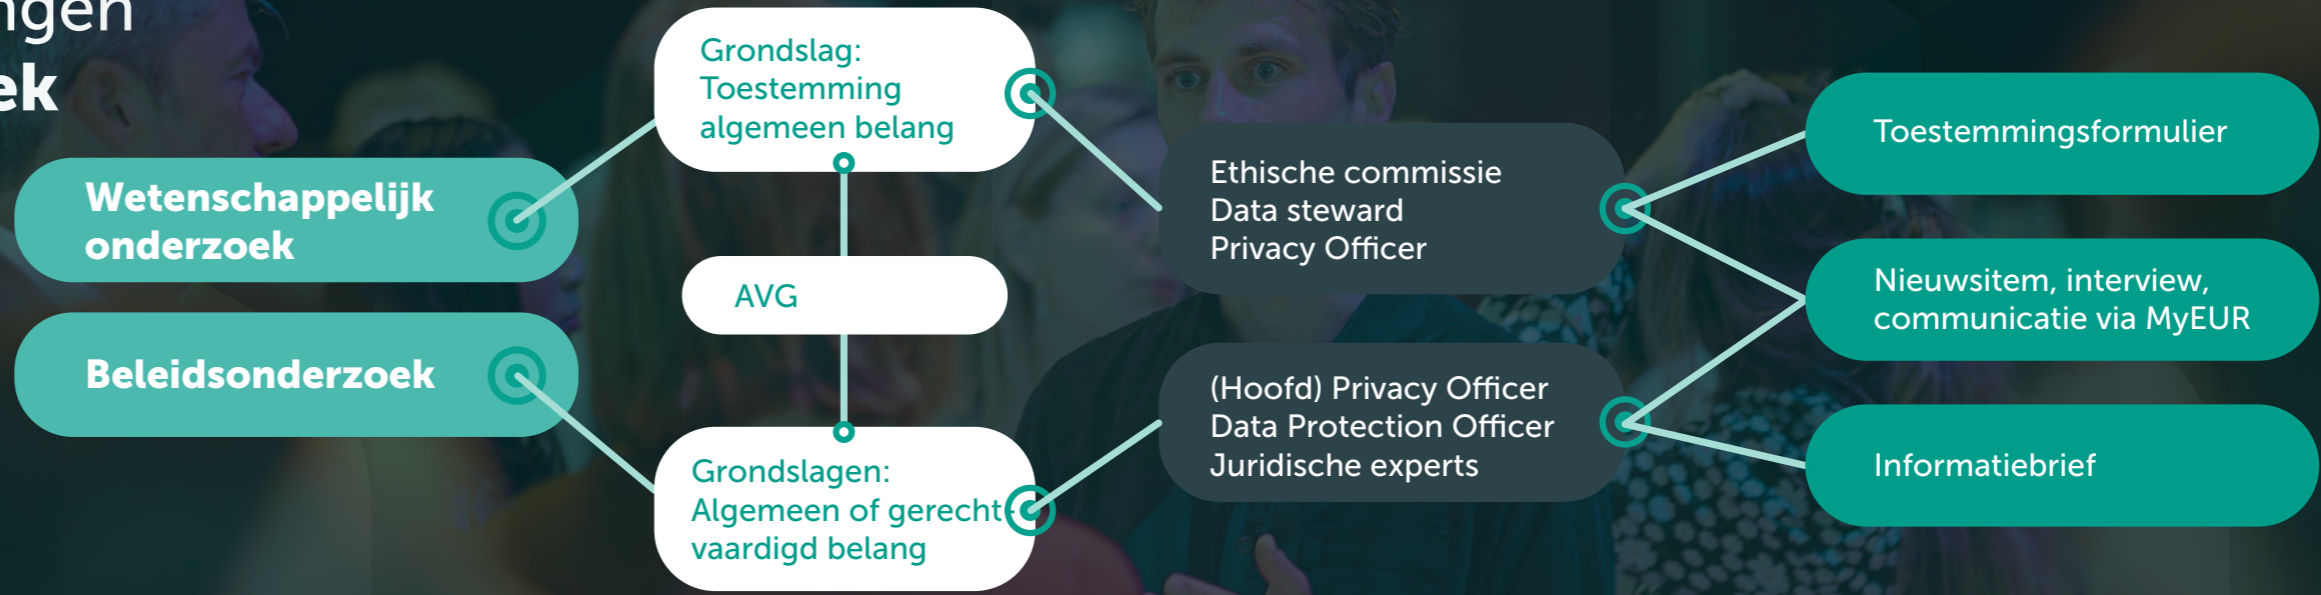 ngen
ek
Wetenschappelijk
onderzoek
Beleidsonderzoek
Grondslag:
Toestemming
algemeen belang
AVG
Grondslagen:
Algemeen of gerecht-
vaardigd belang
Ethische commissie
Data steward
Privacy Officer
(Hoofd) Privacy Officer
Data Protection Officer
Juridische experts
Toestemmingsformulier
Nieuwsitem, interview,
communicatie via MyEUR
Informatiebrief